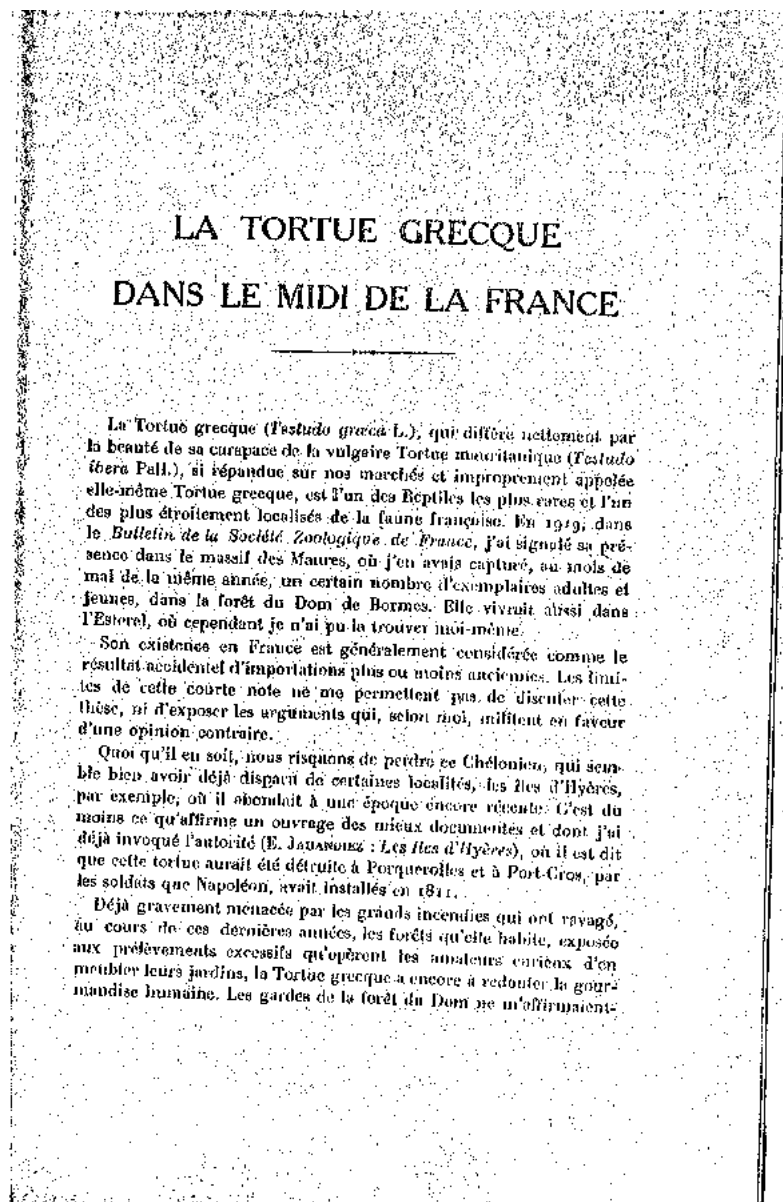 LA TORTUE GRECQUE
DANS LE MIDI DE LA FRANCE
La Tortue grecque (Testudo græca L.), qui diffère nettement par
la beauté de sa carapace de la vulgaire Tortue mauritanique (Testudo
ibera Pall.), si répandue sur nos marchés et improprement appelée
elle-même Tortue grecque, est l'un des Reptiles les plus rares et l'un
des plus étroitement localisés de la faune française. En 1919, dans
le Bulletin de la Société Zoologique de France, j'ai signalé sa pré-
sence dans le massif des Maures, où j'en avais capturé, au mois de
mai de la même année, un certain nombre d'exemplaires adultes et
jeunes, dans la forêt du Dom de Bormes. Elle vivrait aussi dans
l'Esterel, où cependant je n'ai pu la trouver moi-même.
Son existence en France est généralement considérée comme le
résultat accidentel d'importations plus ou moins anciennes. Les limi-
tes de cette courte note ne me permettent pas de discuter cette
thèse, ni d'exposer les arguments qui, selon moi, militent en faveur
d'une opinion contraire.
Quoi qu'il en soit, nous risquons de perdre ce Chélonien, qui sem-
ble bien avoir déjà disparu de certaines localités, les îles d'Hyères,
par exemple, où il abondait à une époque encore récente. C'est du
moins ce qu'affirme un ouvrage des mieux documentés et dont j'ai
déjà invoqué l'autorité (E. Jahandiez : Les Iles d'Hyères), où il est dit
que cette tortue aurait été détruite à Porquerolles et à Port-Cros, par
les soldats que Napoléon, avait installés en 1811.
Déjà gravement menacée par les grands incendies qui ont ravagé,
au cours de ces dernières années, les forêts qu'elle habite, exposée
aux prélèvements excessifs qu'opèrent les amateurs curieux d'en
meubler leurs jardins, la Tortue grecque a encore à redouter la gour-
mandise humaine. Les gardes de la forêt du Dom ne m'affirmaient-